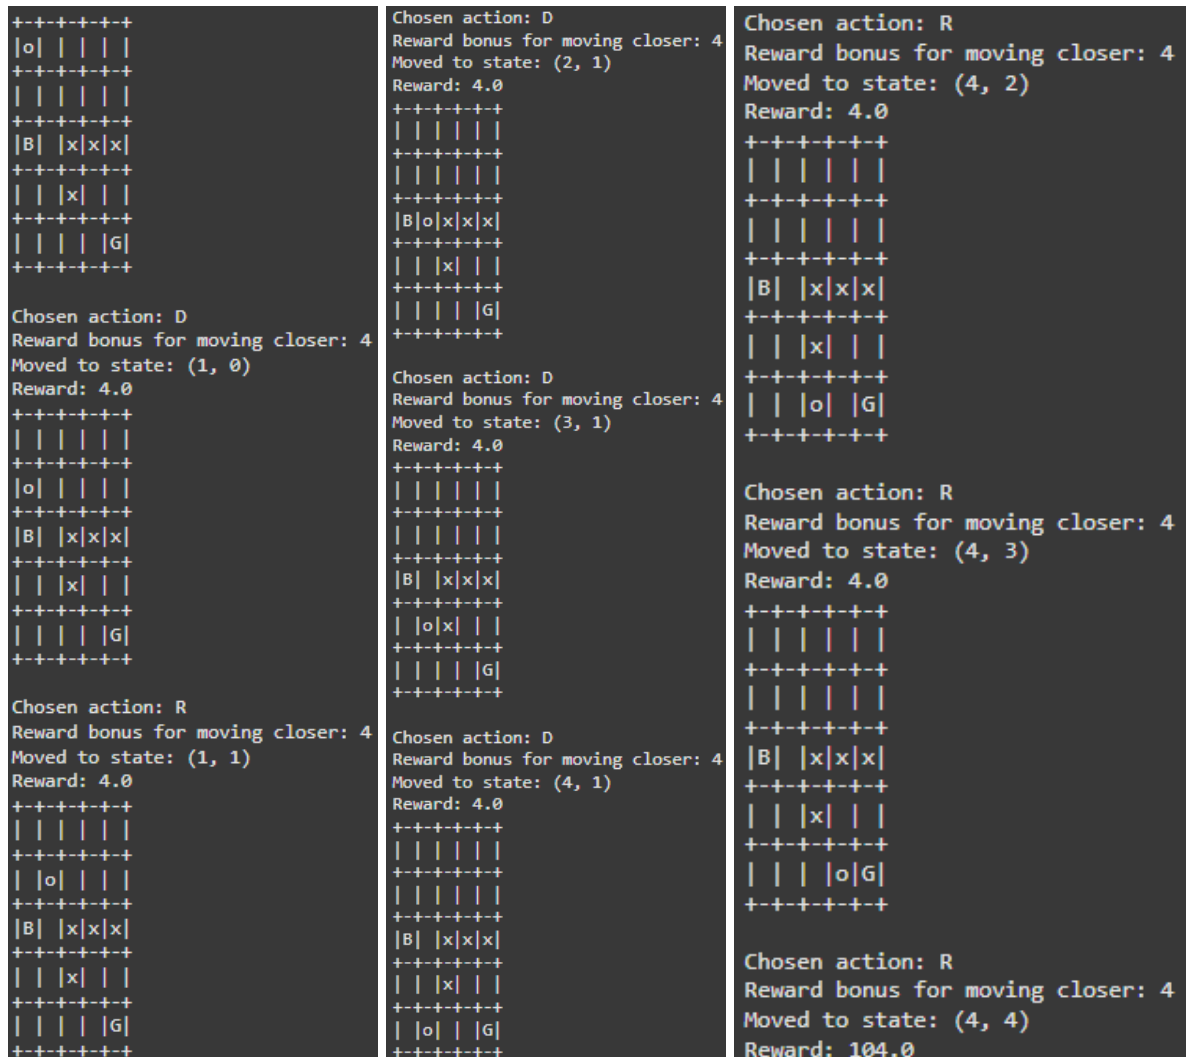 +-+-+-+-+-+
|o| | | | |
+-+-+-+-+-+
| | | | | |
+-+-+-+-+-+
|B| |x|x|x|
+-+-+-+-+-+
| | |x| | |
+-+-+-+-+-+
| | | | |G|
+-+-+-+-+-+
Chosen action: D
Reward bonus for moving closer: 4
Moved to state: (1, 0)
Reward: 4.0
+-+-+-+-+-+
| | | | | |
+-+-+-+-+-+
|o| | | | |
+-+-+-+-+-+
|B| |x|x|x|
+-+-+-+-+-+
| | |x| | |
+-+-+-+-+-+
| | | | |G|
+-+-+-+-+-+
Chosen action: R
Reward bonus for moving closer: 4
Moved to state: (1, 1)
Reward: 4.0
+-+-+-+-+-+
| | | | | |
+-+-+-+-+-+
| |o| | | |
+-+-+-+-+-+
|B| |x|x|x|
+-+-+-+-+-+
| | |x| | |
+-+-+-+-+-+
| | | | |G|
+-+-+-+-+-+
Chosen action: D
Reward bonus for moving closer: 4
Moved to state: (2, 1)
Reward: 4.0
+-+-+-+-+-+
| | | | | |
+-+-+-+-+-+
| | | | | |
+-+-+-+-+-+
|B|o|x|x|x|
+-+-+-+-+-+
| | |x| | |
+-+-+-+-+-+
| | | | |G|
+-+-+-+-+-+
Chosen action: D
Reward bonus for moving closer: 4
Moved to state: (3, 1)
Reward: 4.0
+-+-+-+-+-+
| | | | | |
+-+-+-+-+-+
| | | | | |
+-+-+-+-+-+
|B| |x|x|x|
+-+-+-+-+-+
| |o|x| | |
+-+-+-+-+-+
| | | | |G|
+-+-+-+-+-+
Chosen action: D
Reward bonus for moving closer: 4
Moved to state: (4, 1)
Reward: 4.0
+-+-+-+-+-+
| | | | | |
+-+-+-+-+-+
| | | | | |
+-+-+-+-+-+
|B| |x|x|x|
+-+-+-+-+-+
| | |x| | |
+-+-+-+-+-+
| |o| | |G|
+-+-+-+-+-+
Chosen action: R
Reward bonus for moving closer: 4
Moved to state: (4, 2)
Reward: 4.0
+-+-+-+-+-+
| | | | | |
+-+-+-+-+-+
| | | | | |
+-+-+-+-+-+
|B| |x|x|x|
+-+-+-+-+-+
| | |x| | |
+-+-+-+-+-+
| | |o| |G|
+-+-+-+-+-+
Chosen action: R
Reward bonus for moving closer: 4
Moved to state: (4, 3)
Reward: 4.0
+-+-+-+-+-+
| | | | | |
+-+-+-+-+-+
| | | | | |
+-+-+-+-+-+
|B| |x|x|x|
+-+-+-+-+-+
| | |x| | |
+-+-+-+-+-+
| | | |o|G|
+-+-+-+-+-+
Chosen action: R
Reward bonus for moving closer: 4
Moved to state: (4, 4)
Reward: 104.0